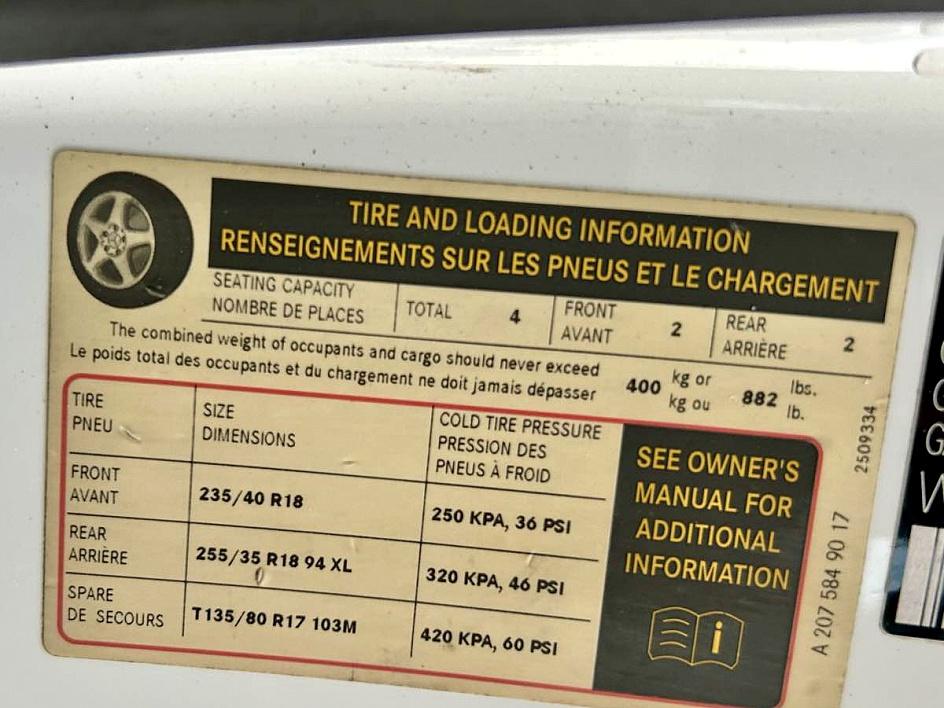 TIRE AND LOADING INFORMATION
RENSEIGNEMENTS SUR LES PNEUS ET LE CHARGEMENT
SEATING CAPACITY
NOMBRE DE PLACES
TOTAL 4
FRONT
AVANT 2
REAR
ARRIÈRE 2
The combined weight of occupants and cargo should never exceed
Le poids total des occupants et du chargement ne doit jamais dépasser
400 kg or
kg ou
882 lbs.
lb.
TIRE
PNEU
SIZE
DIMENSIONS
COLD TIRE PRESSURE
PRESSION DES
PNEUS À FROID
FRONT
AVANT
235/40 R18
250 KPA, 36 PSI
REAR
ARRIÈRE
255/35 R18 94 XL
320 KPA, 46 PSI
SPARE
DE SECOURS
T135/80 R17 103M
420 KPA, 60 PSI
SEE OWNER'S
MANUAL FOR
ADDITIONAL
INFORMATION
i
2509334
A 207 584 90 17